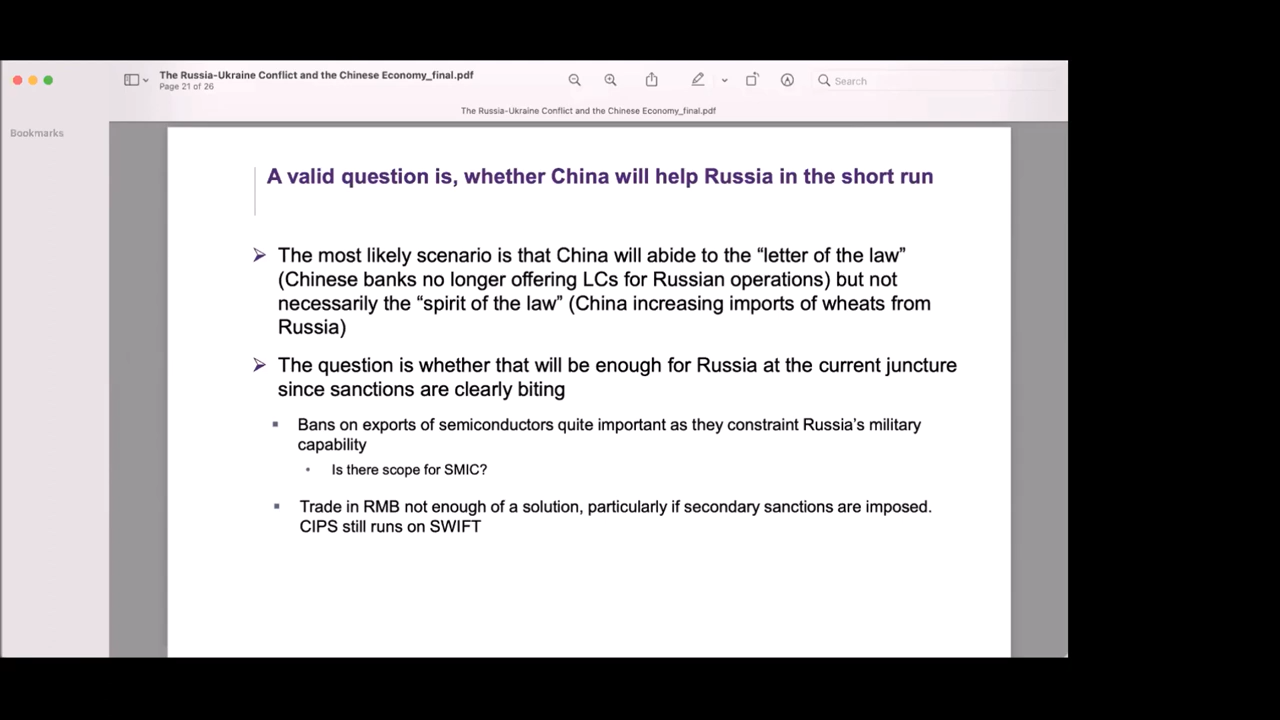 The Russia-Ukraine Conflict and the Chinese Economy_final.pdf
Page 21 of 26
Search
The Russia-Ukraine Conflict and the Chinese Economy_final.pdf
Bookmarks
A valid question is, whether China will help Russia in the short run
➢ The most likely scenario is that China will abide to the “letter of the law”
(Chinese banks no longer offering LCs for Russian operations) but not
necessarily the “spirit of the law” (China increasing imports of wheats from
Russia)
➢ The question is whether that will be enough for Russia at the current juncture
since sanctions are clearly biting
▪ Bans on exports of semiconductors quite important as they constraint Russia’s military
capability
• Is there scope for SMIC?
▪ Trade in RMB not enough of a solution, particularly if secondary sanctions are imposed.
CIPS still runs on SWIFT